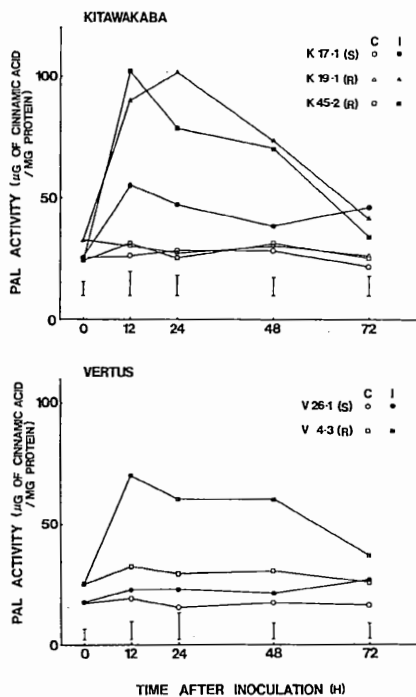 KITAWAKABA
C I
K 17·1 (S)
K 19·1 (R)
K 45·2 (R)
PAL ACTIVITY (µG OF CINNAMIC ACID
/MG PROTEIN)
100
50
0
0 12 24 48 72
VERTUS
C I
V 26·1 (S)
V 4·3 (R)
PAL ACTIVITY (µG OF CINNAMIC ACID
/MG PROTEIN)
100
50
0
0 12 24 48 72
TIME AFTER INOCULATION (H)